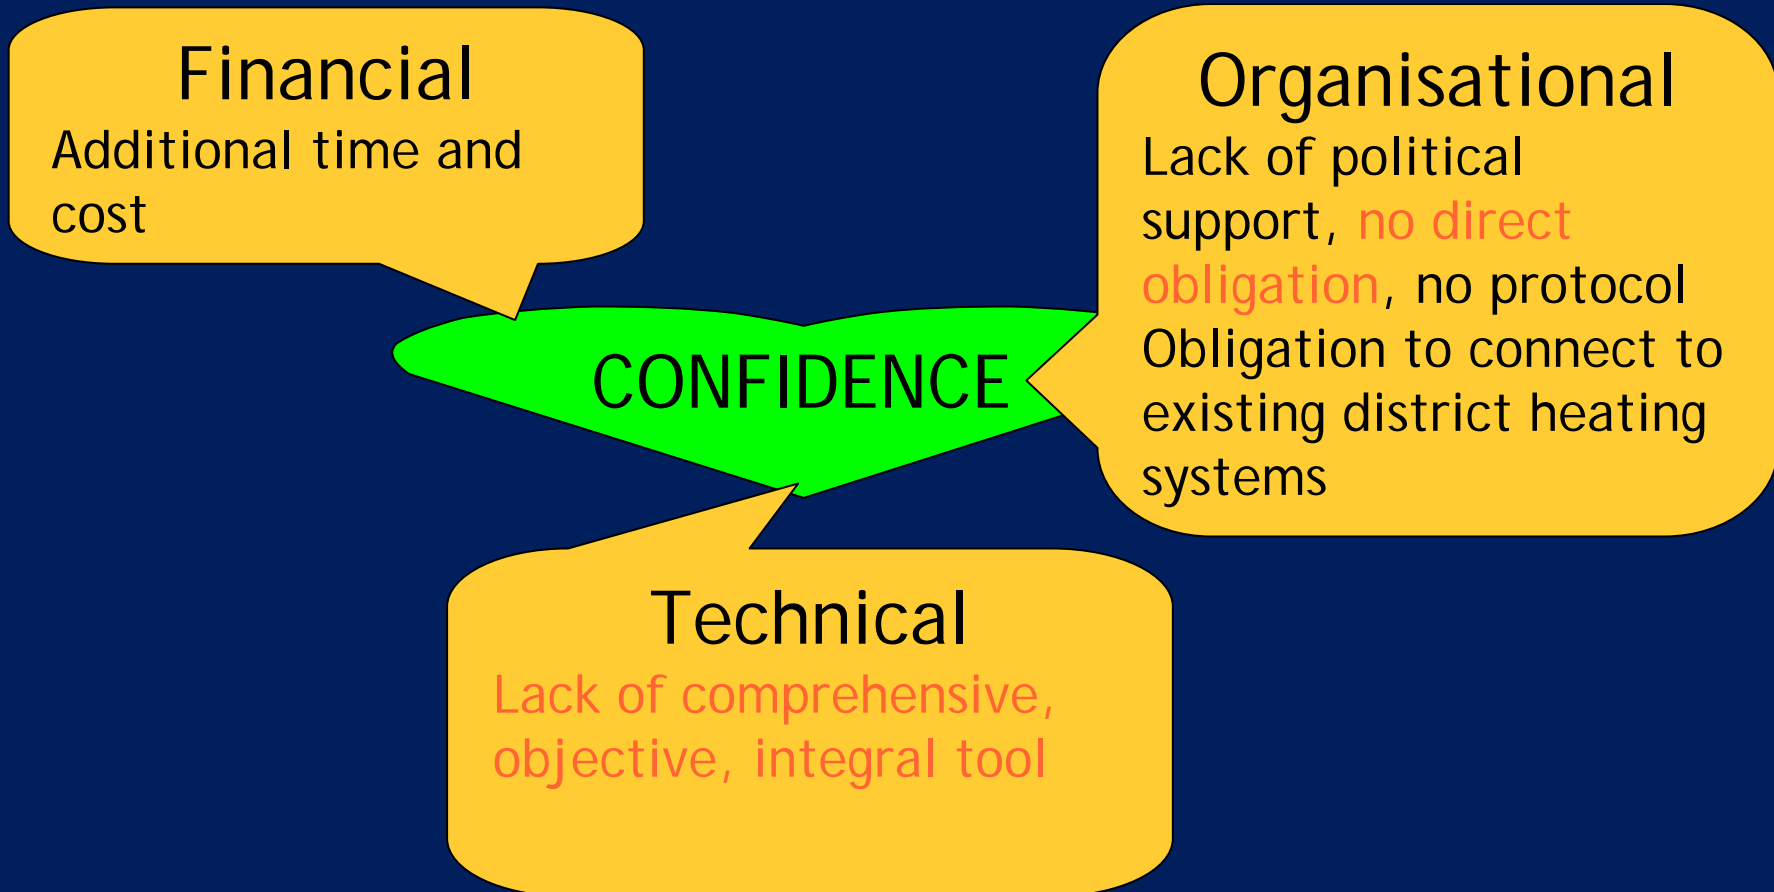 Financial
Additional time and
cost
Organisational
Lack of political
support, no direct
obligation, no protocol
Obligation to connect to
existing district heating
systems
CONFIDENCE
Technical
Lack of comprehensive,
objective, integral tool